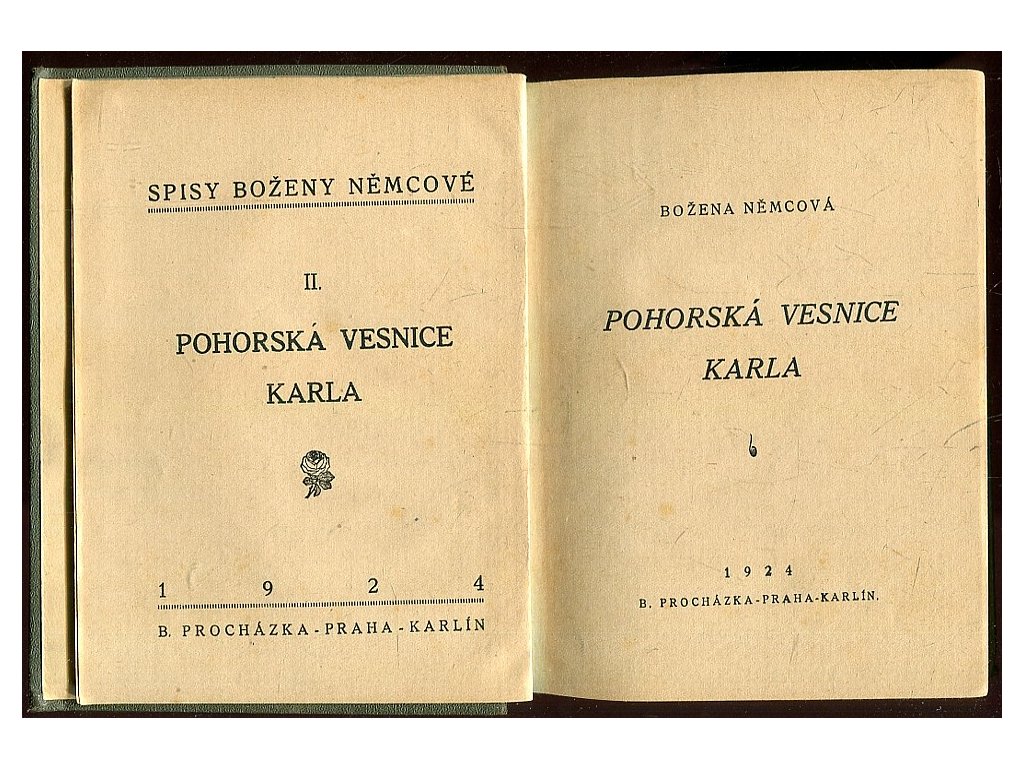 SPISY BOŽENY NĚMCOVÉ
II.
POHORSKÁ VESNICE
KARLA
1 9 2 4
B. PROCHÁZKA - PRAHA - KARLÍN
BOŽENA NĚMCOVÁ
POHORSKÁ VESNICE
KARLA
1 9 2 4
B. PROCHÁZKA-PRAHA-KARLÍN.